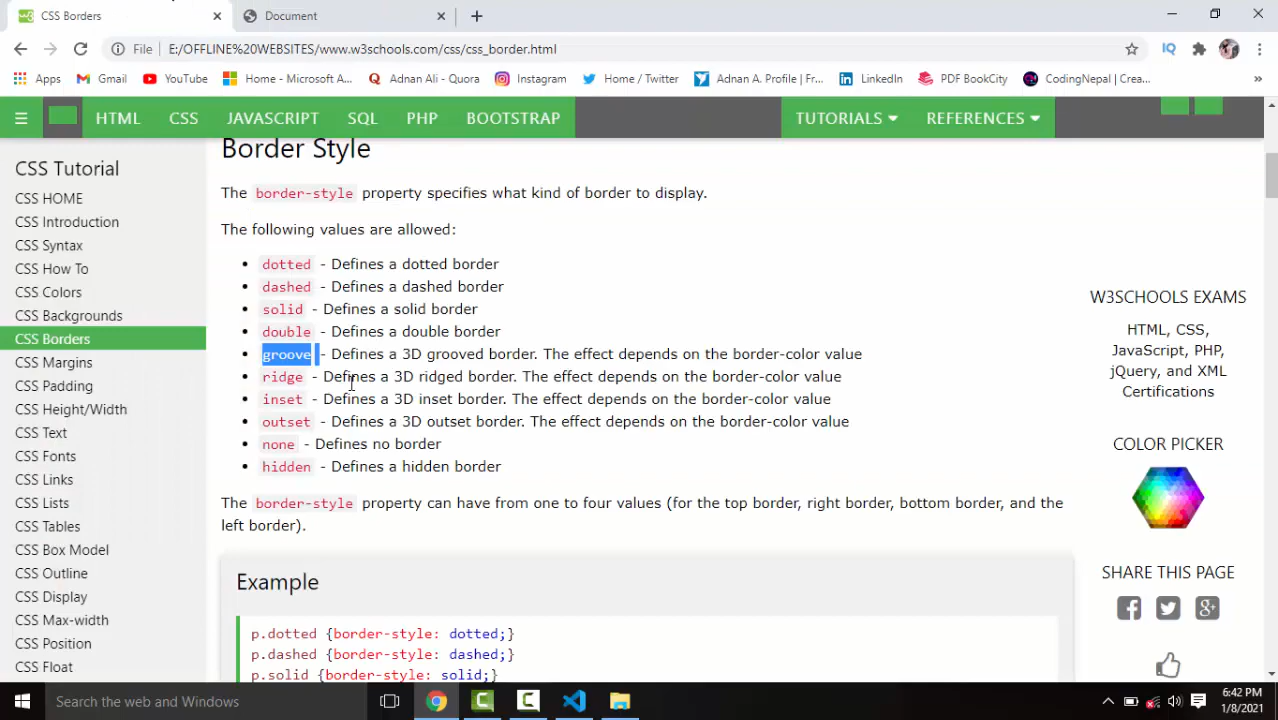 CSS Borders
Document
File
E:/OFFLINE%20WEBSITES/www.w3schools.com/css/css_border.html
IQ
Apps
Gmail
YouTube
Home - Microsoft A...
Adnan Ali - Quora
Instagram
Home / Twitter
Adnan A. Profile | Fr...
LinkedIn
PDF BookCity
CodingNepal | Crea...
»
HTML
CSS
JAVASCRIPT
SQL
PHP
BOOTSTRAP
TUTORIALS
REFERENCES
CSS Tutorial
CSS HOME
CSS Introduction
CSS Syntax
CSS How To
CSS Colors
CSS Backgrounds
CSS Borders
CSS Margins
CSS Padding
CSS Height/Width
CSS Text
CSS Fonts
CSS Links
CSS Lists
CSS Tables
CSS Box Model
CSS Outline
CSS Display
CSS Max-width
CSS Position
CSS Float
Border Style
The border-style property specifies what kind of border to display.
The following values are allowed:
• dotted - Defines a dotted border
• dashed - Defines a dashed border
• solid - Defines a solid border
• double - Defines a double border
• groove - Defines a 3D grooved border. The effect depends on the border-color value
• ridge - Defines a 3D ridged border. The effect depends on the border-color value
• inset - Defines a 3D inset border. The effect depends on the border-color value
• outset - Defines a 3D outset border. The effect depends on the border-color value
• none - Defines no border
• hidden - Defines a hidden border
The border-style property can have from one to four values (for the top border, right border, bottom border, and the
left border).
Example
p.dotted {border-style: dotted;}
p.dashed {border-style: dashed;}
p.solid {border-style: solid;}
W3SCHOOLS EXAMS
HTML, CSS,
JavaScript, PHP,
jQuery, and XML
Certifications
COLOR PICKER
SHARE THIS PAGE
Search the web and Windows
6:42 PM
1/8/2021